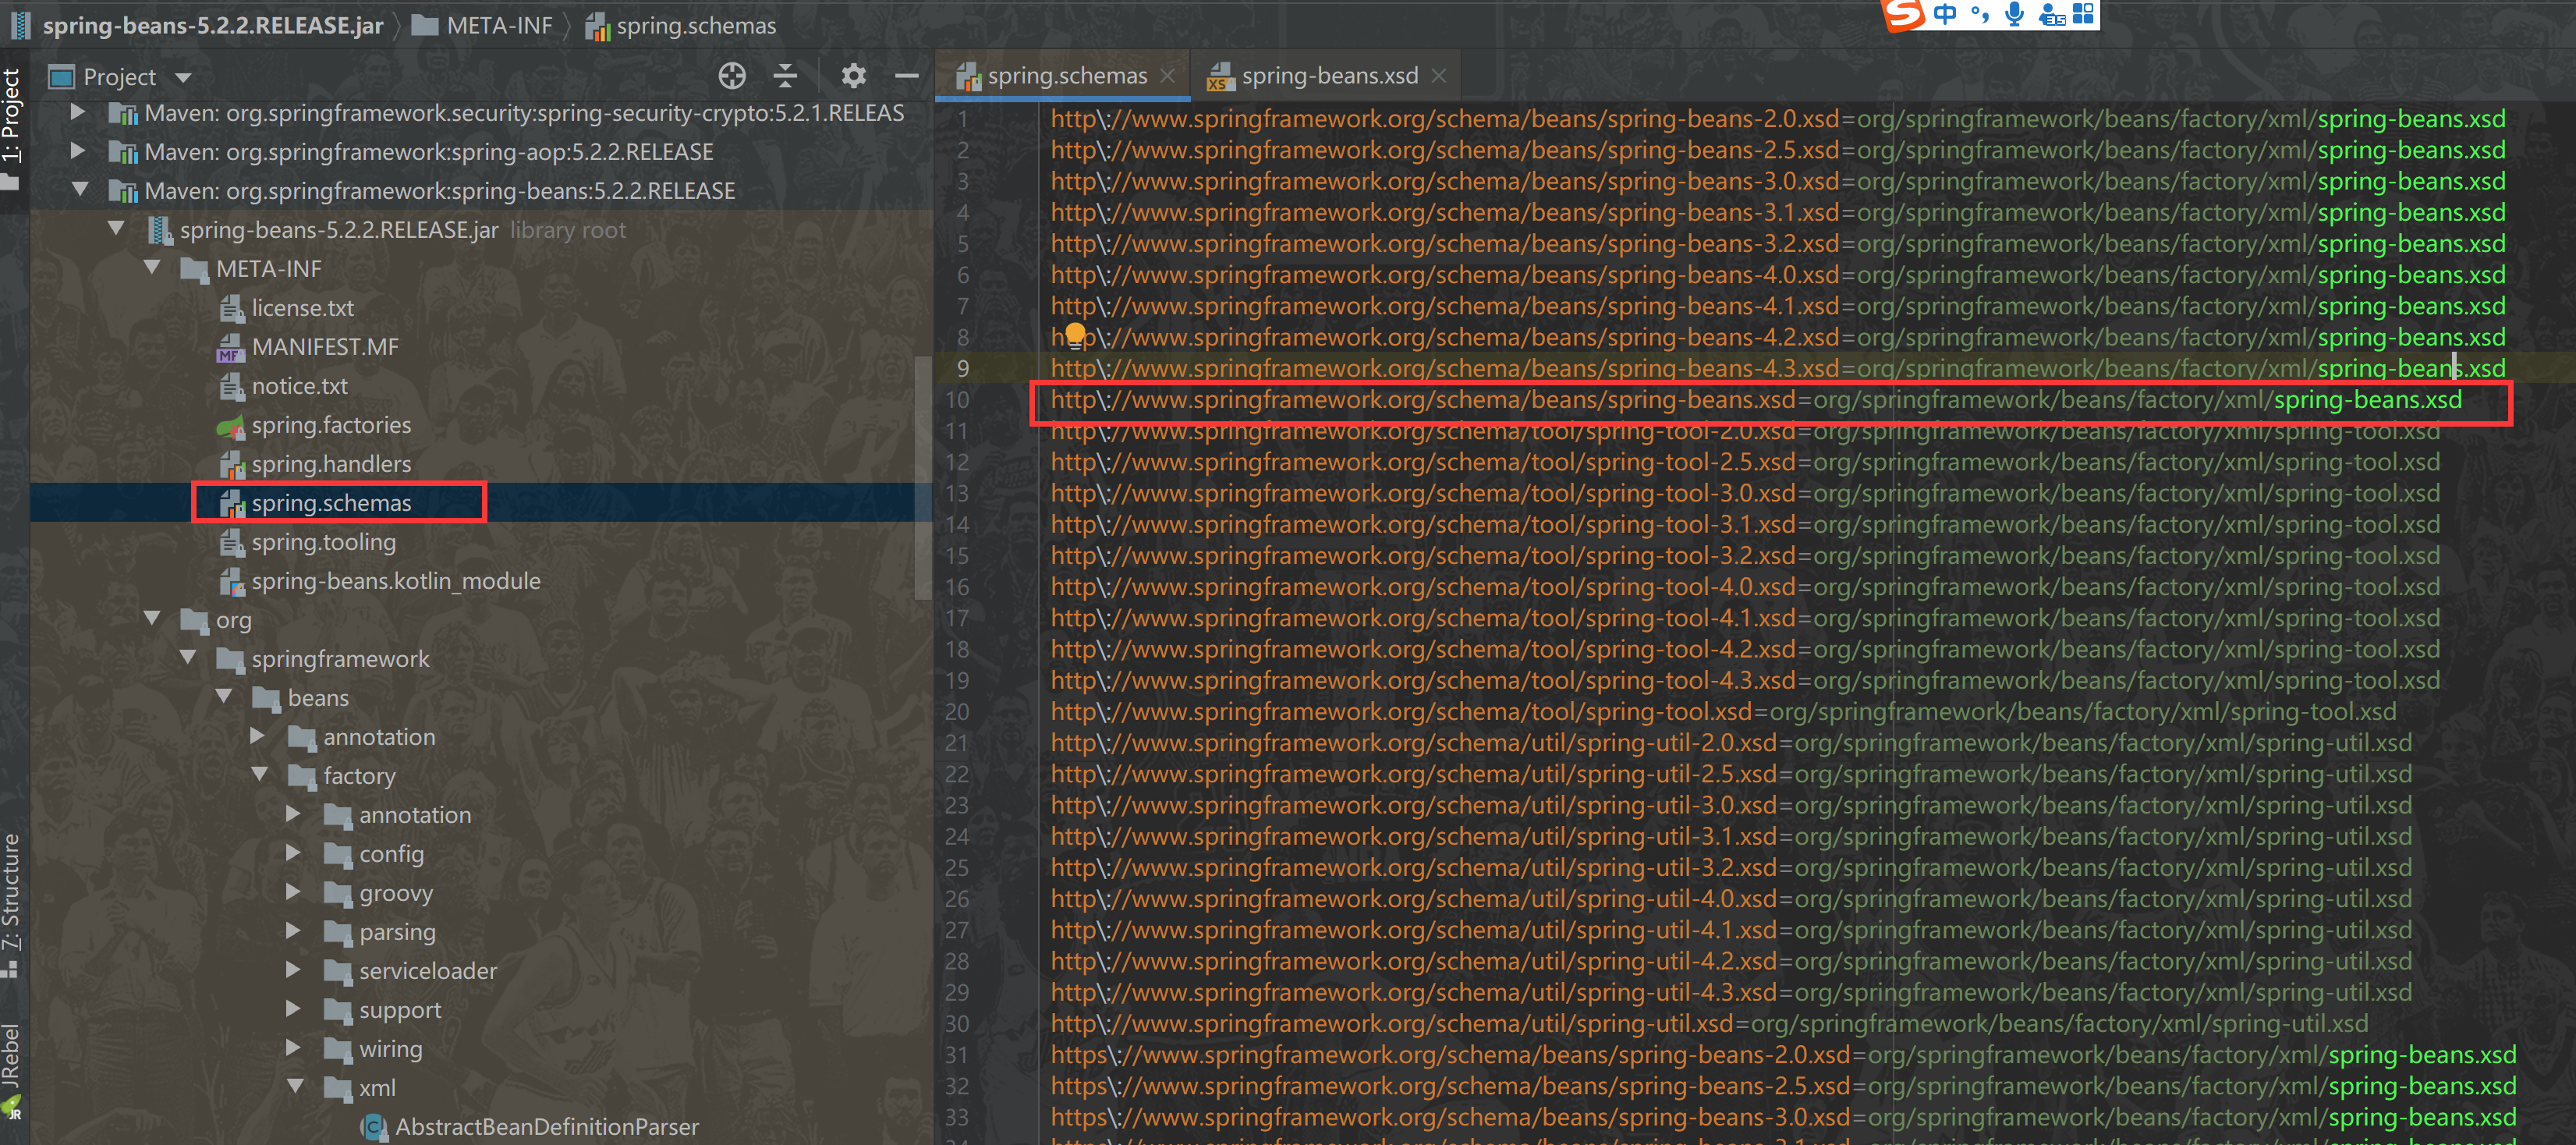 spring-beans-5.2.2.RELEASE.jar META-INF spring.schemas
中
1: Project
7: Structure
JRebel
Project
Maven: org.springframework.security:spring-security-crypto:5.2.1.RELEAS
Maven: org.springframework:spring-aop:5.2.2.RELEASE
Maven: org.springframework:spring-beans:5.2.2.RELEASE
spring-beans-5.2.2.RELEASE.jar library root
META-INF
license.txt
MANIFEST.MF
notice.txt
spring.factories
spring.handlers
spring.schemas
spring.tooling
spring-beans.kotlin_module
org
springframework
beans
annotation
factory
annotation
config
groovy
parsing
serviceloader
support
wiring
xml
AbstractBeanDefinitionParser
spring.schemas spring-beans.xsd
1 http\://www.springframework.org/schema/beans/spring-beans-2.0.xsd=org/springframework/beans/factory/xml/spring-beans.xsd
2 http\://www.springframework.org/schema/beans/spring-beans-2.5.xsd=org/springframework/beans/factory/xml/spring-beans.xsd
3 http\://www.springframework.org/schema/beans/spring-beans-3.0.xsd=org/springframework/beans/factory/xml/spring-beans.xsd
4 http\://www.springframework.org/schema/beans/spring-beans-3.1.xsd=org/springframework/beans/factory/xml/spring-beans.xsd
5 http\://www.springframework.org/schema/beans/spring-beans-3.2.xsd=org/springframework/beans/factory/xml/spring-beans.xsd
6 http\://www.springframework.org/schema/beans/spring-beans-4.0.xsd=org/springframework/beans/factory/xml/spring-beans.xsd
7 http\://www.springframework.org/schema/beans/spring-beans-4.1.xsd=org/springframework/beans/factory/xml/spring-beans.xsd
8 http\://www.springframework.org/schema/beans/spring-beans-4.2.xsd=org/springframework/beans/factory/xml/spring-beans.xsd
9 http\://www.springframework.org/schema/beans/spring-beans-4.3.xsd=org/springframework/beans/factory/xml/spring-beans.xsd
10 http\://www.springframework.org/schema/beans/spring-beans.xsd=org/springframework/beans/factory/xml/spring-beans.xsd
11 http\://www.springframework.org/schema/tool/spring-tool-2.0.xsd=org/springframework/beans/factory/xml/spring-tool.xsd
12 http\://www.springframework.org/schema/tool/spring-tool-2.5.xsd=org/springframework/beans/factory/xml/spring-tool.xsd
13 http\://www.springframework.org/schema/tool/spring-tool-3.0.xsd=org/springframework/beans/factory/xml/spring-tool.xsd
14 http\://www.springframework.org/schema/tool/spring-tool-3.1.xsd=org/springframework/beans/factory/xml/spring-tool.xsd
15 http\://www.springframework.org/schema/tool/spring-tool-3.2.xsd=org/springframework/beans/factory/xml/spring-tool.xsd
16 http\://www.springframework.org/schema/tool/spring-tool-4.0.xsd=org/springframework/beans/factory/xml/spring-tool.xsd
17 http\://www.springframework.org/schema/tool/spring-tool-4.1.xsd=org/springframework/beans/factory/xml/spring-tool.xsd
18 http\://www.springframework.org/schema/tool/spring-tool-4.2.xsd=org/springframework/beans/factory/xml/spring-tool.xsd
19 http\://www.springframework.org/schema/tool/spring-tool-4.3.xsd=org/springframework/beans/factory/xml/spring-tool.xsd
20 http\://www.springframework.org/schema/tool/spring-tool.xsd=org/springframework/beans/factory/xml/spring-tool.xsd
21 http\://www.springframework.org/schema/util/spring-util-2.0.xsd=org/springframework/beans/factory/xml/spring-util.xsd
22 http\://www.springframework.org/schema/util/spring-util-2.5.xsd=org/springframework/beans/factory/xml/spring-util.xsd
23 http\://www.springframework.org/schema/util/spring-util-3.0.xsd=org/springframework/beans/factory/xml/spring-util.xsd
24 http\://www.springframework.org/schema/util/spring-util-3.1.xsd=org/springframework/beans/factory/xml/spring-util.xsd
25 http\://www.springframework.org/schema/util/spring-util-3.2.xsd=org/springframework/beans/factory/xml/spring-util.xsd
26 http\://www.springframework.org/schema/util/spring-util-4.0.xsd=org/springframework/beans/factory/xml/spring-util.xsd
27 http\://www.springframework.org/schema/util/spring-util-4.1.xsd=org/springframework/beans/factory/xml/spring-util.xsd
28 http\://www.springframework.org/schema/util/spring-util-4.2.xsd=org/springframework/beans/factory/xml/spring-util.xsd
29 http\://www.springframework.org/schema/util/spring-util-4.3.xsd=org/springframework/beans/factory/xml/spring-util.xsd
30 http\://www.springframework.org/schema/util/spring-util.xsd=org/springframework/beans/factory/xml/spring-util.xsd
31 https\://www.springframework.org/schema/beans/spring-beans-2.0.xsd=org/springframework/beans/factory/xml/spring-beans.xsd
32 https\://www.springframework.org/schema/beans/spring-beans-2.5.xsd=org/springframework/beans/factory/xml/spring-beans.xsd
33 https\://www.springframework.org/schema/beans/spring-beans-3.0.xsd=org/springframework/beans/factory/xml/spring-beans.xsd